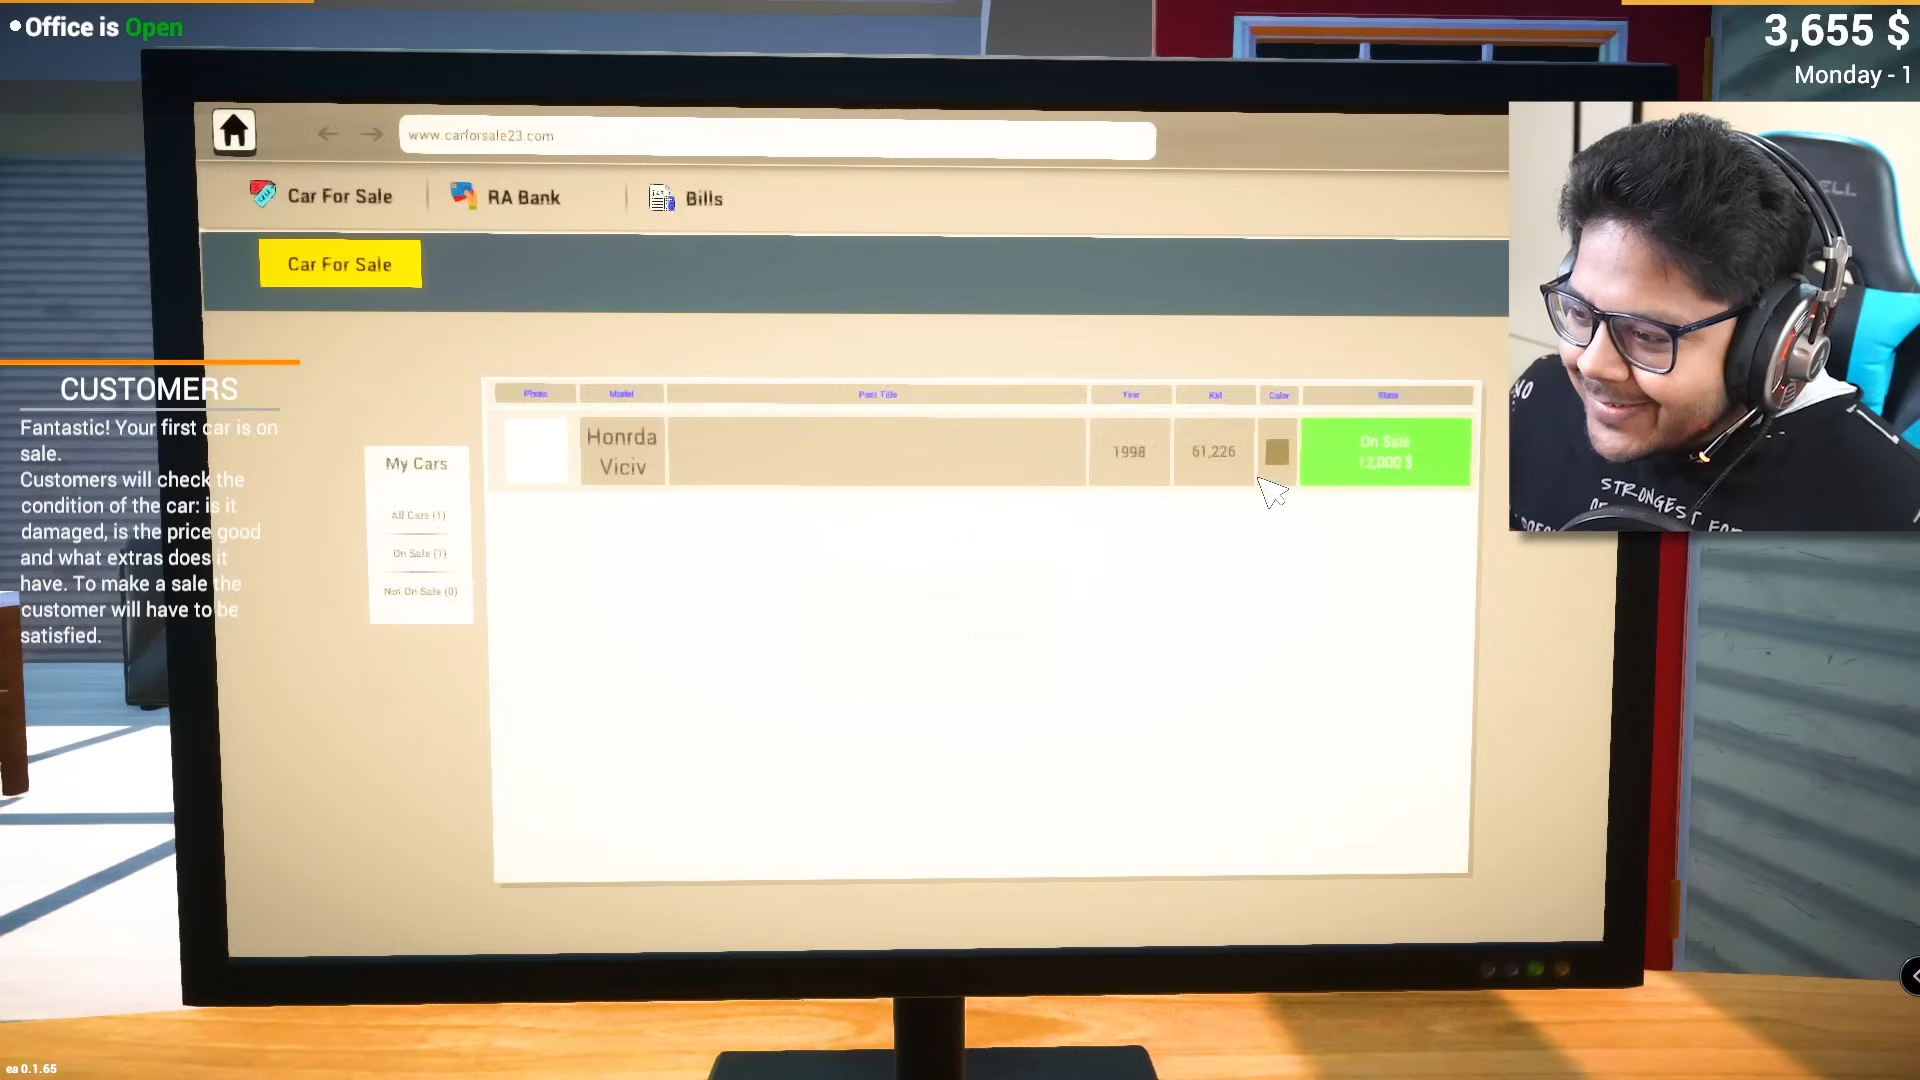 Office is Open
3,655 $
Monday - 1
www.carforsale23.com
Car For Sale
RA Bank
Bills
Car For Sale
CUSTOMERS
Fantastic! Your first car is on
sale.
Customers will check the
condition of the car: is it
damaged, is the price good
and what extras does it
have. To make a sale the
customer will have to be
satisfied.
My Cars
All Cars (1)
On Sale (1)
Not On Sale (0)
Photo
Model
Post Title
Year
KM
Color
State
Honrda
Viciv
1998
61,226
On Sale
12,000 $
STRONGEST
ea 0.1.65